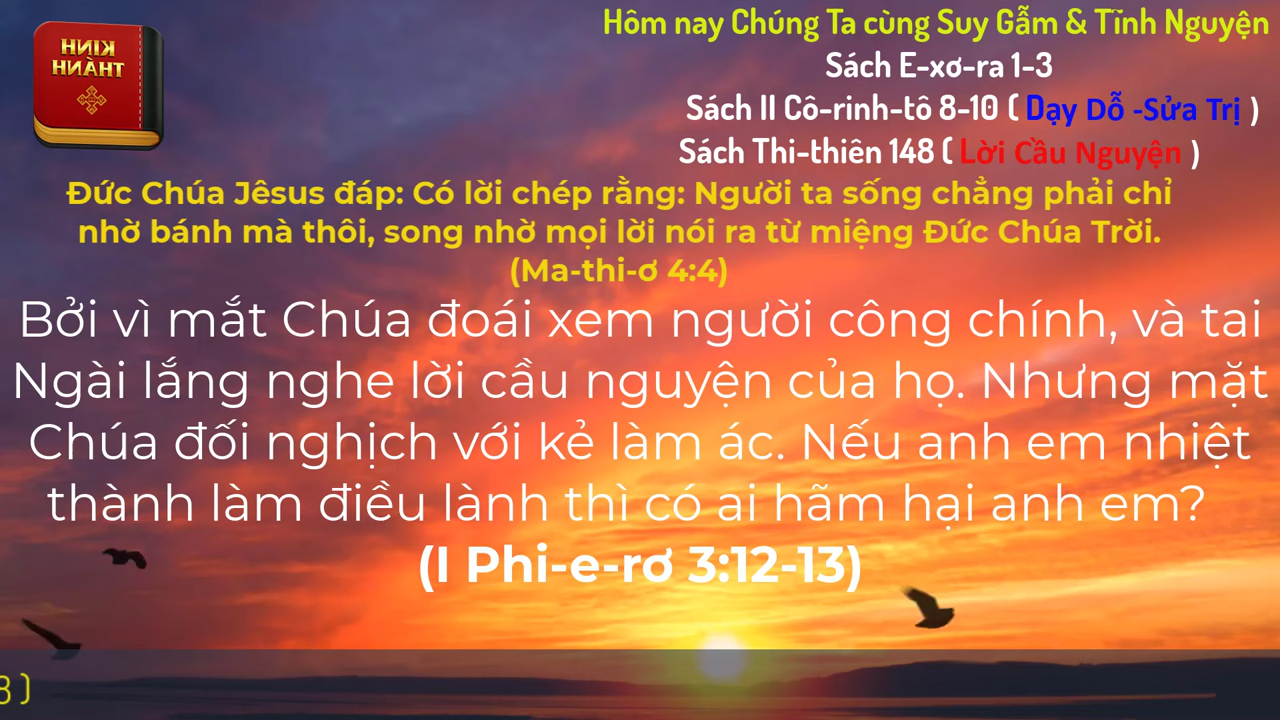 KINH
THÁNH
Hôm nay Chúng Ta cùng Suy Gẫm & Tĩnh Nguyện
Sách E-xơ-ra 1-3
Sách II Cô-rinh-tô 8-10 ( Dạy Dỗ -Sửa Trị )
Sách Thi-thiên 148 ( Lời Cầu Nguyện )
Đức Chúa Jêsus đáp: Có lời chép rằng: Người ta sống chẳng phải chỉ
nhờ bánh mà thôi, song nhờ mọi lời nói ra từ miệng Đức Chúa Trời.
(Ma-thi-ơ 4:4)
Bởi vì mắt Chúa đoái xem người công chính, và tai
Ngài lắng nghe lời cầu nguyện của họ. Nhưng mặt
Chúa đối nghịch với kẻ làm ác. Nếu anh em nhiệt
thành làm điều lành thì có ai hãm hại anh em?
(I Phi-e-rơ 3:12-13)
8 )